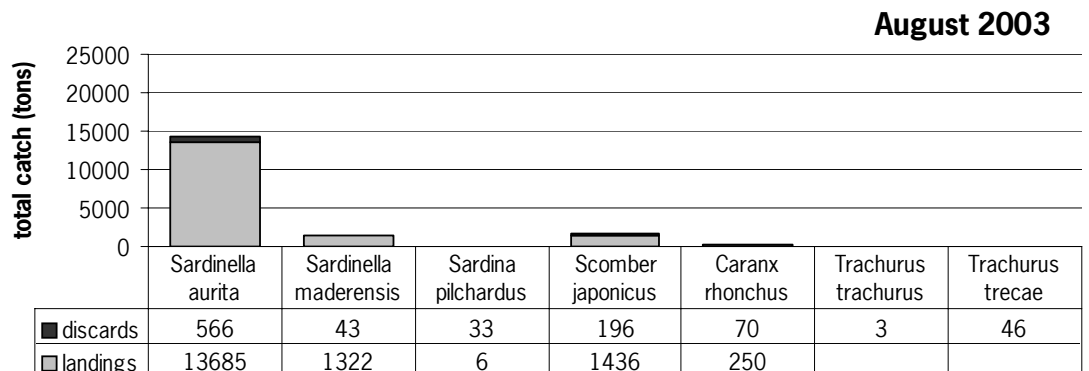 August 2003
total catch (tons)
25000
20000
15000
10000
5000
0
Sardinella aurita
Sardinella maderensis
Sardina pilchardus
Scomber japonicus
Caranx rhonchus
Trachurus trachurus
Trachurus trecae
discards 566 43 33 196 70 3 46
landings 13685 1322 6 1436 250